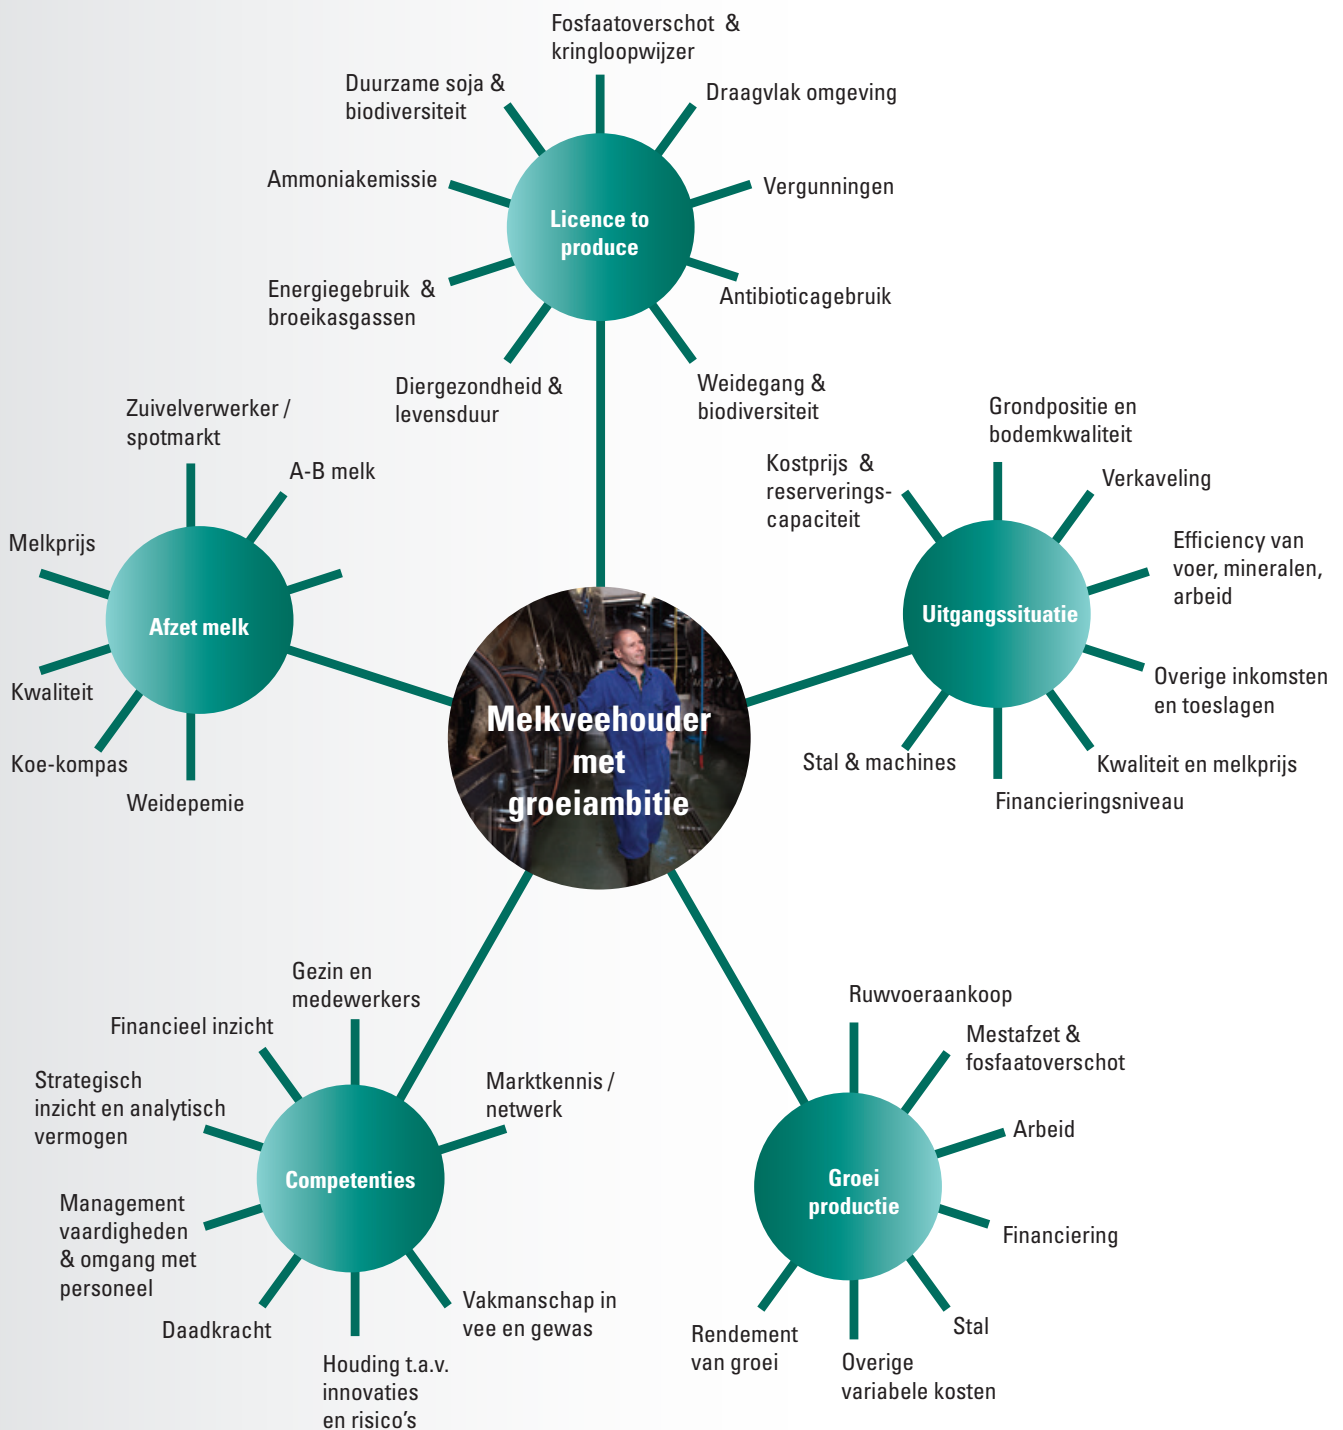 Fosfaatoverschot &
kringloopwijzer
Duurzame soja &
biodiversiteit
Draagvlak omgeving
Ammoniakemissie
Vergunningen
Licence to
produce
Energiegebruik &
broeikasgassen
Antibioticagebruik
Diergezondheid &
levensduur
Weidegang &
biodiversiteit
Zuivelverwerker /
spotmarkt
A-B melk
Melkprijs
Afzet melk
Kwaliteit
Koe-kompas
Weidepemie
Grondpositie en
bodemkwaliteit
Kostprijs &
reserverings-
capaciteit
Verkaveling
Efficiency van
voer, mineralen,
arbeid
Uitgangssituatie
Overige inkomsten
en toeslagen
Stal & machines
Kwaliteit en melkprijs
Financieringsniveau
Melkveehouder
met
groeiambitie
Gezin en
medewerkers
Financieel inzicht
Strategisch
inzicht en analytisch
vermogen
Marktkennis /
netwerk
Competenties
Management
vaardigheden
& omgang met
personeel
Daadkracht
Vakmanschap in
vee en gewas
Houding t.a.v.
innovaties
en risico's
Ruwvoeraankoop
Mestafzet &
fosfaatoverschot
Arbeid
Groei
productie
Financiering
Stal
Rendement
van groei
Overige
variabele kosten